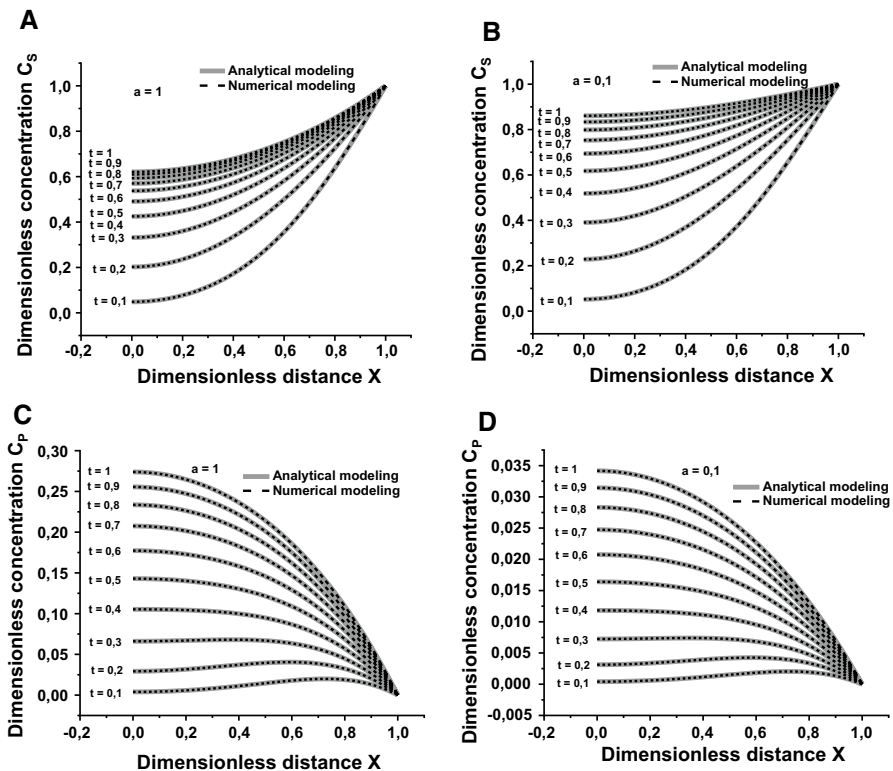 A
Dimensionless concentration C_S
Analytical modeling
Numerical modeling
a = 1
1,0
0,8
0,6
0,4
0,2
0,0
t = 1
t = 0,9
t = 0,8
t = 0,7
t = 0,6
t = 0,5
t = 0,4
t = 0,3
t = 0,2
t = 0,1
-0,2 0,0 0,2 0,4 0,6 0,8 1,0
Dimensionless distance X
B
Dimensionless concentration C_S
Analytical modeling
Numerical modeling
a = 0,1
1,0
0,8
0,6
0,4
0,2
0,0
t = 1
t = 0,9
t = 0,8
t = 0,7
t = 0,6
t = 0,5
t = 0,4
t = 0,3
t = 0,2
t = 0,1
-0,2 0,0 0,2 0,4 0,6 0,8 1,0
Dimensionless distance X
C
Dimensionless concentration C_P
a = 1
Analytical modeling
Numerical modeling
0,30
0,25
0,20
0,15
0,10
0,05
0,00
t = 1
t = 0,9
t = 0,8
t = 0,7
t = 0,6
t = 0,5
t = 0,4
t = 0,3
t = 0,2
t = 0,1
-0,2 0,0 0,2 0,4 0,6 0,8 1,0
Dimensionless distance X
D
Dimensionless concentration C_P
a = 0,1
Analytical modeling
Numerical modeling
0,035
0,030
0,025
0,020
0,015
0,010
0,005
0,000
-0,005
t = 1
t = 0,9
t = 0,8
t = 0,7
t = 0,6
t = 0,5
t = 0,4
t = 0,3
t = 0,2
t = 0,1
-0,2 0,0 0,2 0,4 0,6 0,8 1,0
Dimensionless distance X